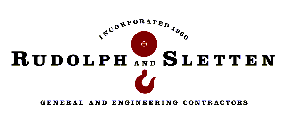 INCORPORATED 1960
RUDOLPH AND SLETTEN
GENERAL AND ENGINEERING CONTRACTORS